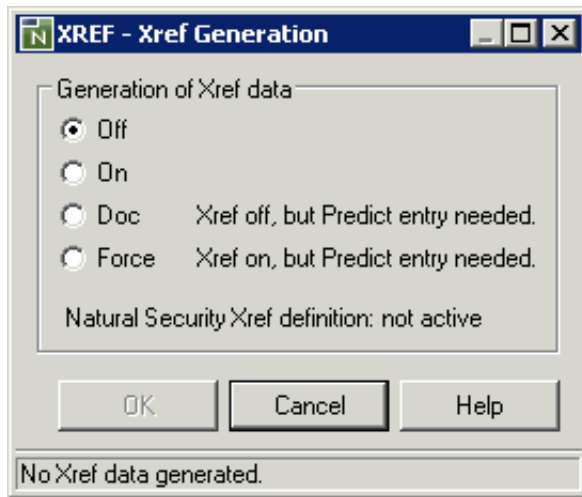 XREF - Xref Generation
Generation of Xref data
Off
On
Doc Xref off, but Predict entry needed.
Force Xref on, but Predict entry needed.
Natural Security Xref definition: not active
OK Cancel Help
No Xref data generated.